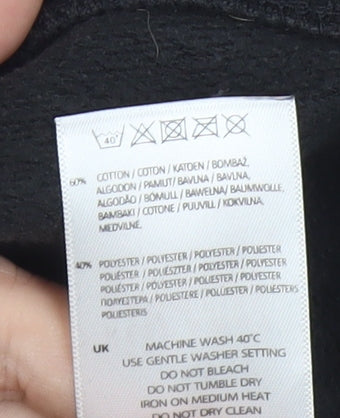 40°
60% COTTON / COTON / KATOEN / BOMBAŽ,
ALGODON / PAMUT/ BAVLNA / BAVLNA,
ALGODÃO / BOMULL / BAWEŁNA/ BAUMWOLLE,
BAMBAKI / COTONE / PUUVILL / KOKVILNA,
MEDVILNĖ,
40% POLYESTER / POLYESTER / POLYESTER / POLIESTER
POLIÉSTER / POLIÉSZTER / POLYESTER / POLYESTER
POLIÉSTER / POLYESTER / POLIESTER / POLYESTER
ΠΟΛΥΕΣΤΕΡΑ / POLIESTERE / POLÜESTER / POLIESTERS
POLIESTERIS
UK MACHINE WASH 40°C
USE GENTLE WASHER SETTING
DO NOT BLEACH
DO NOT TUMBLE DRY
IRON ON MEDIUM HEAT
DO NOT DRY CLEAN